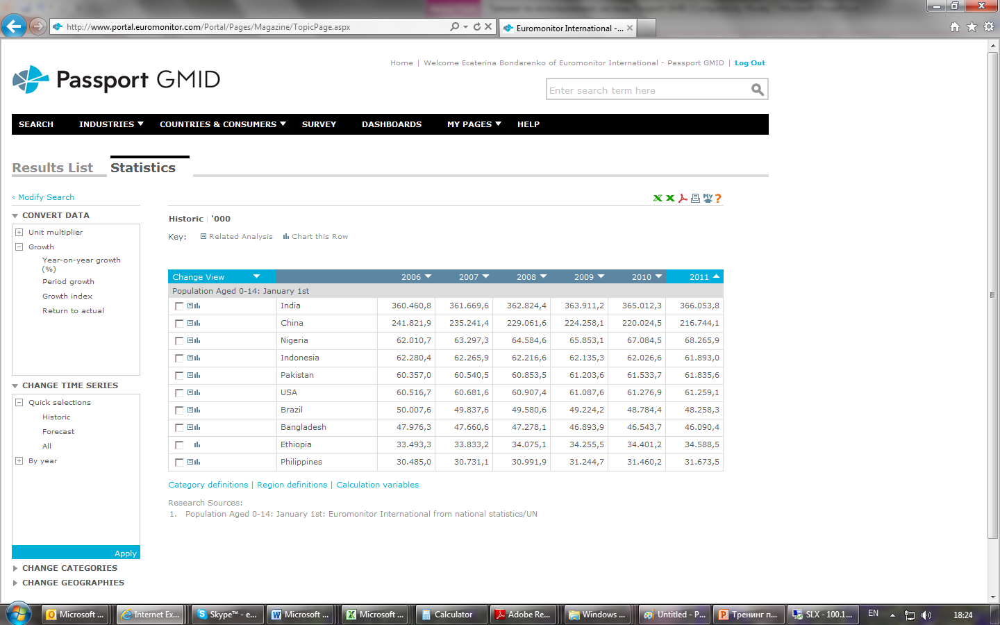 http://www.portal.euromonitor.com/Portal/Pages/Magazine/TopicPage.aspx
Euromonitor International -...
Home | Welcome Ecaterina Bondarenko of Euromonitor International - Passport GMID | Log Out
Passport GMID
Enter search term here
SEARCH INDUSTRIES COUNTRIES & CONSUMERS SURVEY DASHBOARDS MY PAGES HELP
Results List Statistics
‹ Modify Search
CONVERT DATA
Unit multiplier
Growth
Year-on-year growth
(%)
Period growth
Growth index
Return to actual
CHANGE TIME SERIES
Quick selections
Historic
Forecast
All
By year
Apply
CHANGE CATEGORIES
CHANGE GEOGRAPHIES
My ?
Historic | '000
Key: Related Analysis Chart this Row
Change View 2006 2007 2008 2009 2010 2011
Population Aged 0-14: January 1st
India 360.460,8 361.669,6 362.824,4 363.911,2 365.012,3 366.053,8
China 241.821,9 235.241,4 229.061,6 224.258,1 220.024,5 216.744,1
Nigeria 62.010,7 63.297,3 64.584,6 65.853,1 67.084,5 68.265,9
Indonesia 62.280,4 62.265,9 62.216,6 62.135,3 62.026,6 61.893,0
Pakistan 60.357,0 60.540,5 60.853,5 61.203,6 61.533,7 61.835,6
USA 60.516,7 60.681,6 60.907,4 61.087,6 61.276,9 61.259,1
Brazil 50.007,6 49.837,6 49.580,6 49.224,2 48.784,4 48.258,3
Bangladesh 47.976,3 47.660,6 47.278,1 46.893,9 46.543,7 46.090,4
Ethiopia 33.493,3 33.833,2 34.075,1 34.255,5 34.401,2 34.588,5
Philippines 30.485,0 30.731,1 30.991,9 31.244,7 31.460,2 31.673,5
Category definitions | Region definitions | Calculation variables
Research Sources:
1. Population Aged 0-14: January 1st: Euromonitor International from national statistics/UN
Microsoft ... Internet Ex... Skype™ - e... Microsoft ... Microsoft ... Calculator Adobe Re... Windows ... Untitled - P... Тренинг п... SLX - 100.1... EN 18:24